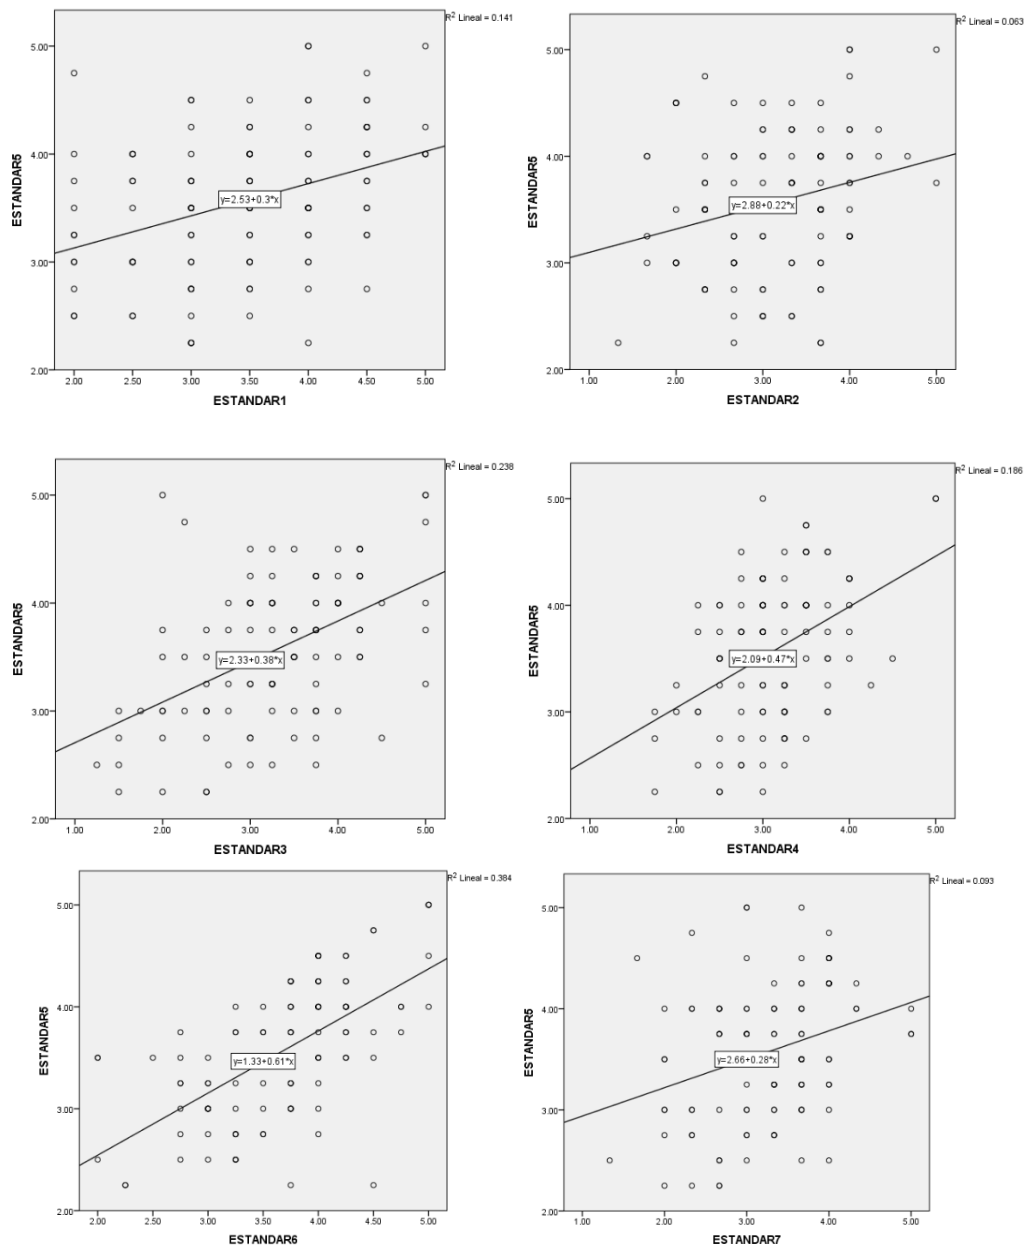 R² Lineal = 0.141
5.00
4.00
3.00
2.00
ESTANDAR5
y=2.53+0.3*x
2.00 2.50 3.00 3.50 4.00 4.50 5.00
ESTANDAR1
R² Lineal = 0.063
5.00
4.00
3.00
2.00
ESTANDAR5
y=2.88+0.22*x
1.00 2.00 3.00 4.00 5.00
ESTANDAR2
R² Lineal = 0.238
5.00
4.00
3.00
2.00
ESTANDAR5
y=2.33+0.38*x
1.00 2.00 3.00 4.00 5.00
ESTANDAR3
R² Lineal = 0.186
5.00
4.00
3.00
2.00
ESTANDAR5
y=2.09+0.47*x
1.00 2.00 3.00 4.00 5.00
ESTANDAR4
R² Lineal = 0.384
5.00
4.00
3.00
2.00
ESTANDAR5
y=1.33+0.61*x
2.00 2.50 3.00 3.50 4.00 4.50 5.00
ESTANDAR6
R² Lineal = 0.093
5.00
4.00
3.00
2.00
ESTANDAR5
y=2.66+0.28*x
1.00 2.00 3.00 4.00 5.00
ESTANDAR7